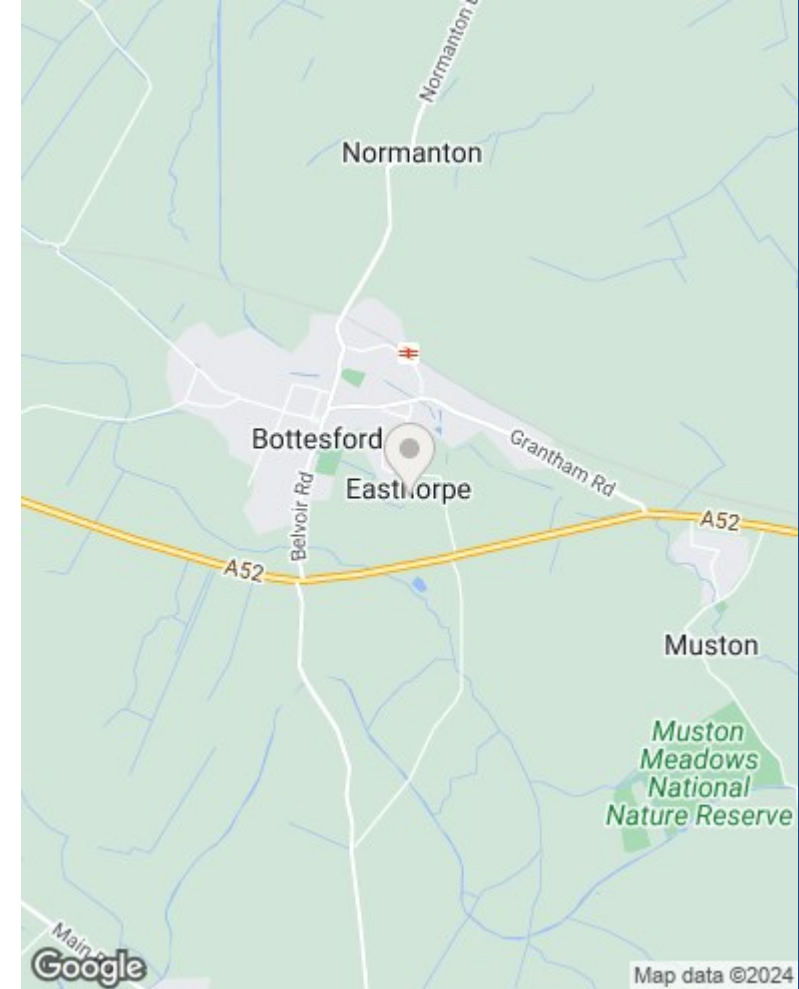 Normanton
Normanton
Bottesford
Grantham Rd
Easthorpe
Belvoir Rd
A52
A52
Muston
Muston
Meadows
National
Nature Reserve
Main
Google
Map data ©2024